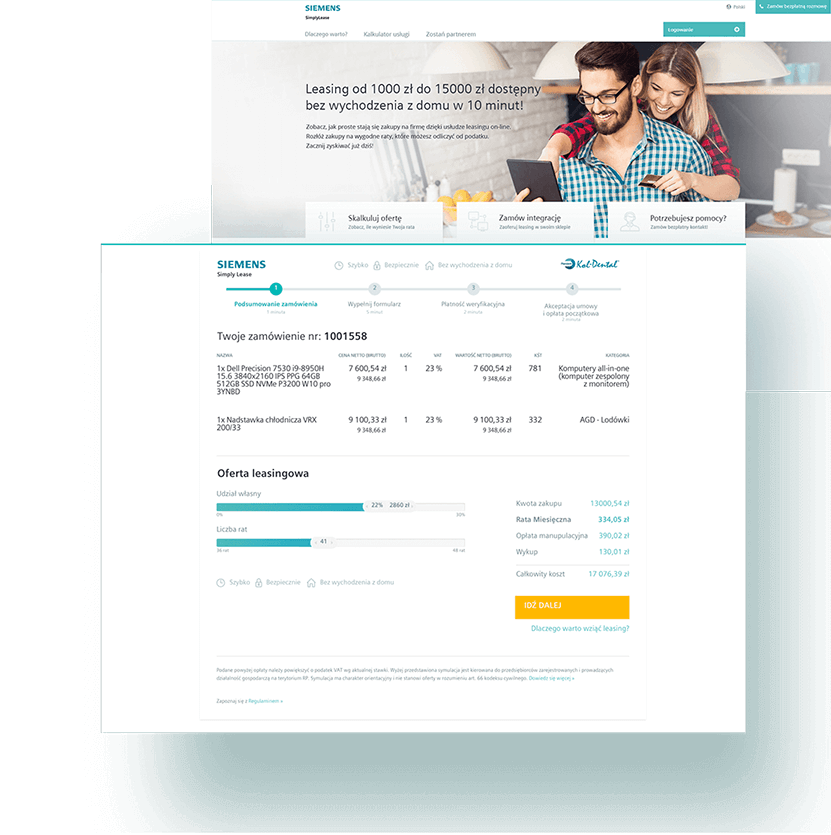 SIEMENS
SimplyLease
Polski
Zamów bezpłatną rozmowę
Dlaczego warto?
Kalkulator usługi
Zostań partnerem
Logowanie
Leasing od 1000 zł do 15000 zł dostępny
bez wychodzenia z domu w 10 minut!
Zobacz, jak proste stają się zakupy na firmę dzięki usłudze leasingu on-line.
Rozłóż zakupy na wygodne raty, które możesz odliczyć od podatku.
Zacznij zyskiwać już dziś!
Skalkuluj ofertę
Zobacz, ile wyniesie Twoja rata
Zamów integrację
Zaoferuj leasing w swoim sklepie
Potrzebujesz pomocy?
Zamów bezpłatny kontakt!
SIEMENS
Simply Lease
Szybko
Bezpiecznie
Bez wychodzenia z domu
Kol-Dental
1
2
3
4
Podsumowanie zamówienia
1 minuta
Wypełnij formularz
5 minut
Płatność weryfikacyjna
2 minuta
Akceptacja umowy
i opłata początkowa
2 minuta
Twoje zamówienie nr: 1001558
NAZWA
CENA NETTO (BRUTTO)
ILOŚĆ
VAT
WARTOŚĆ NETTO (BRUTTO)
KŚT
KATEGORIA
1x Dell Precision 7530 i9-8950H
15.6 3840x2160 IPS PPG 64GB
512GB SSD NVMe P3200 W10 pro
3YNBD
7 600,54 zł
9 348,66 zł
1
23 %
7 600,54 zł
9 348,66 zł
781
Komputery all-in-one
(komputer zespolony
z monitorem)
1x Nadstawka chłodnicza VRX
200/33
9 100,33 zł
9 348,66 zł
1
23 %
9 100,33 zł
9 348,66 zł
332
AGD - Lodówki
Oferta leasingowa
Udział własny
22% 2860 zł
0%
30%
Liczba rat
41
36 rat
48 rat
Szybko
Bezpiecznie
Bez wychodzenia z domu
Kwota zakupu 13000,54 zł
Rata Miesięczna 334,05 zł
Opłata manupulacyjna 390,02 zł
Wykup 130,01 zł
Całkowity koszt 17 076,39 zł
IDŹ DALEJ
Dlaczego warto wziąć leasing?
Podane powyżej opłaty należy powiększyć o podatek VAT wg aktualnej stawki. Wyżej przedstawiona symulacja jest kierowana do przedsiębiorców zarejestrowanych i prowadzących
działalność gospodarczą na terytorium RP. Symulacja ma charakter orientacyjny i nie stanowi oferty w rozumieniu art. 66 kodeksu cywilnego. Dowiedz się więcej »
Zapoznaj się z Regulaminem »